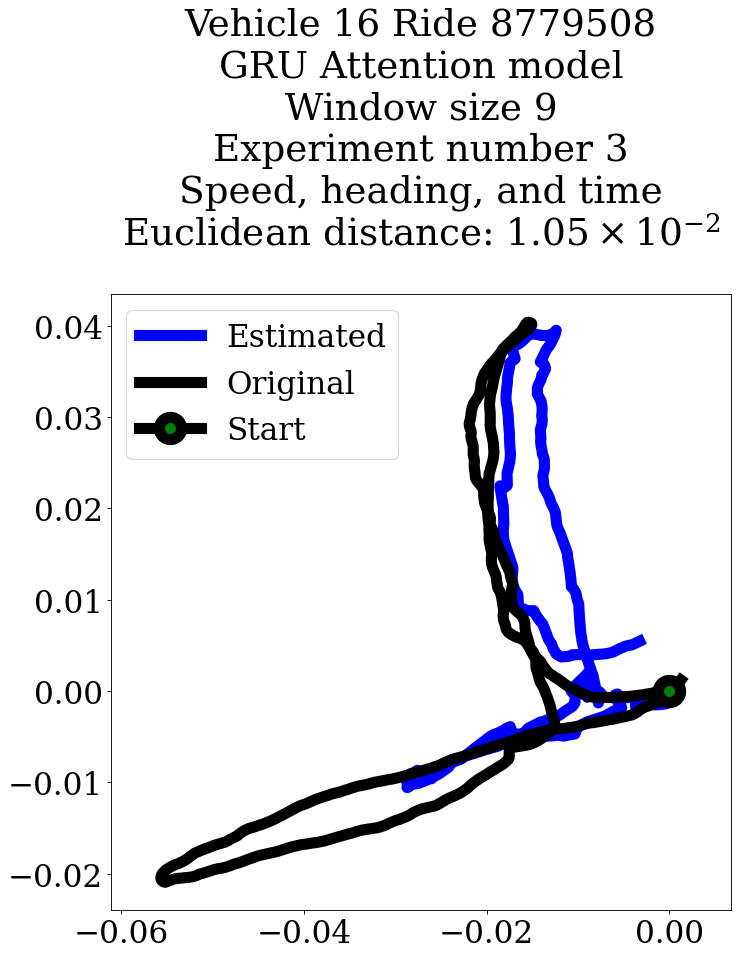 Vehicle 16 Ride 8779508
GRU Attention model
Window size 9
Experiment number 3
Speed, heading, and time
Euclidean distance: 1.05 × 10⁻²
Estimated
Original
Start
0.04
0.03
0.02
0.01
0.00
−0.01
−0.02
−0.06 −0.04 −0.02 0.00